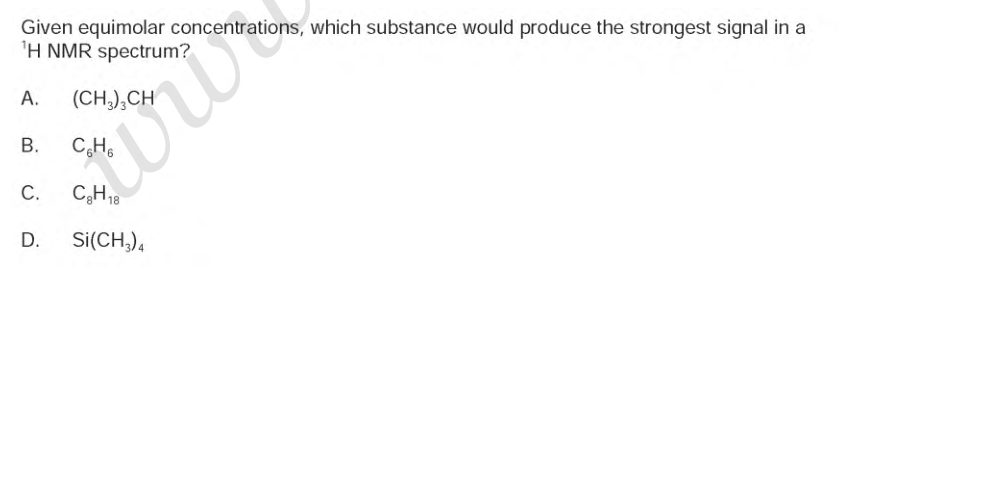 Given equimolar concentrations, which substance would produce the strongest signal in a
¹H NMR spectrum?
A. (CH₃)₃CH
B. C₆H₆
C. C₈H₁₈
D. Si(CH₃)₄
www